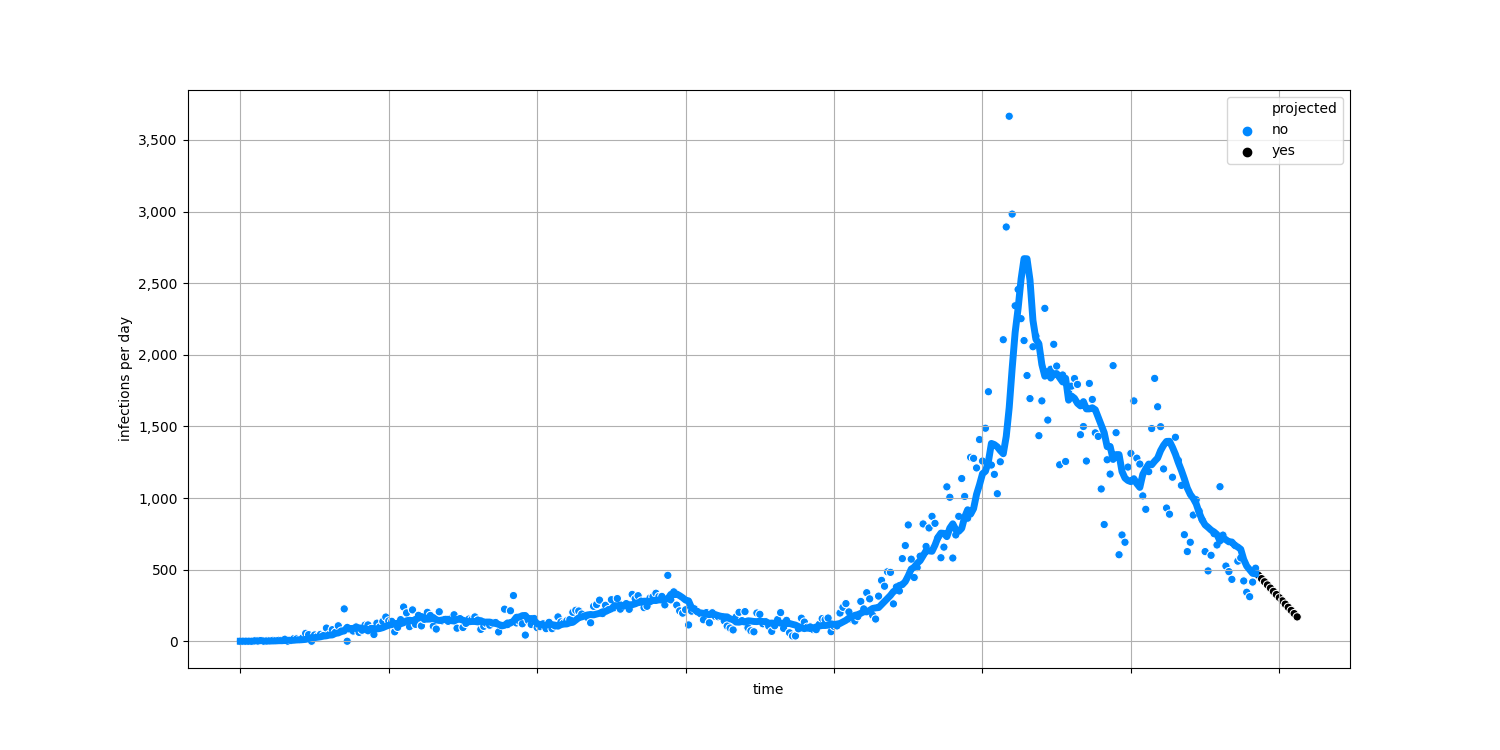 projected
no
yes
3,500
3,000
2,500
2,000
1,500
1,000
500
0
infections per day
time